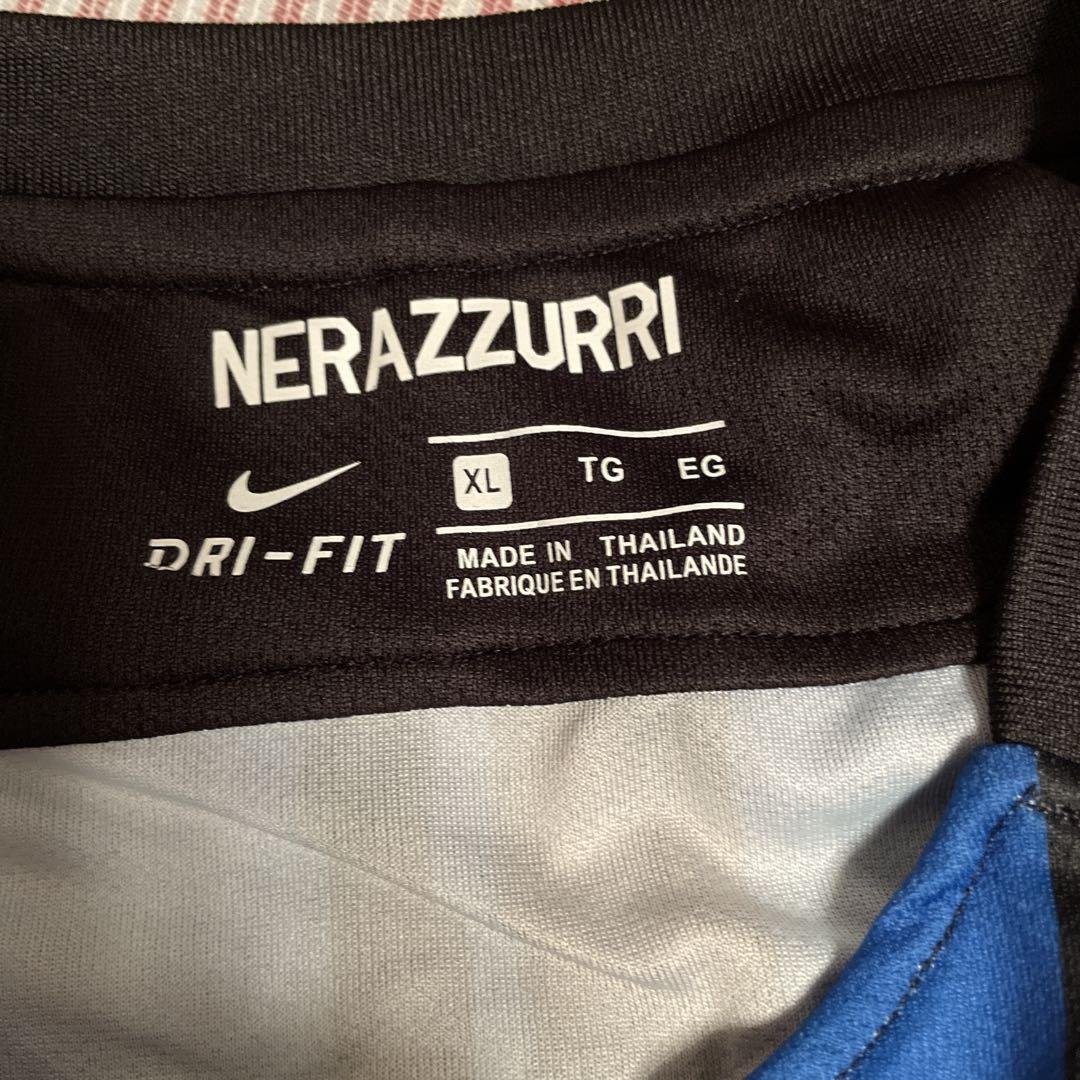 NERAZZURRI
XL TG EG
DRI-FIT
MADE IN THAILAND
FABRIQUE EN THAILANDE